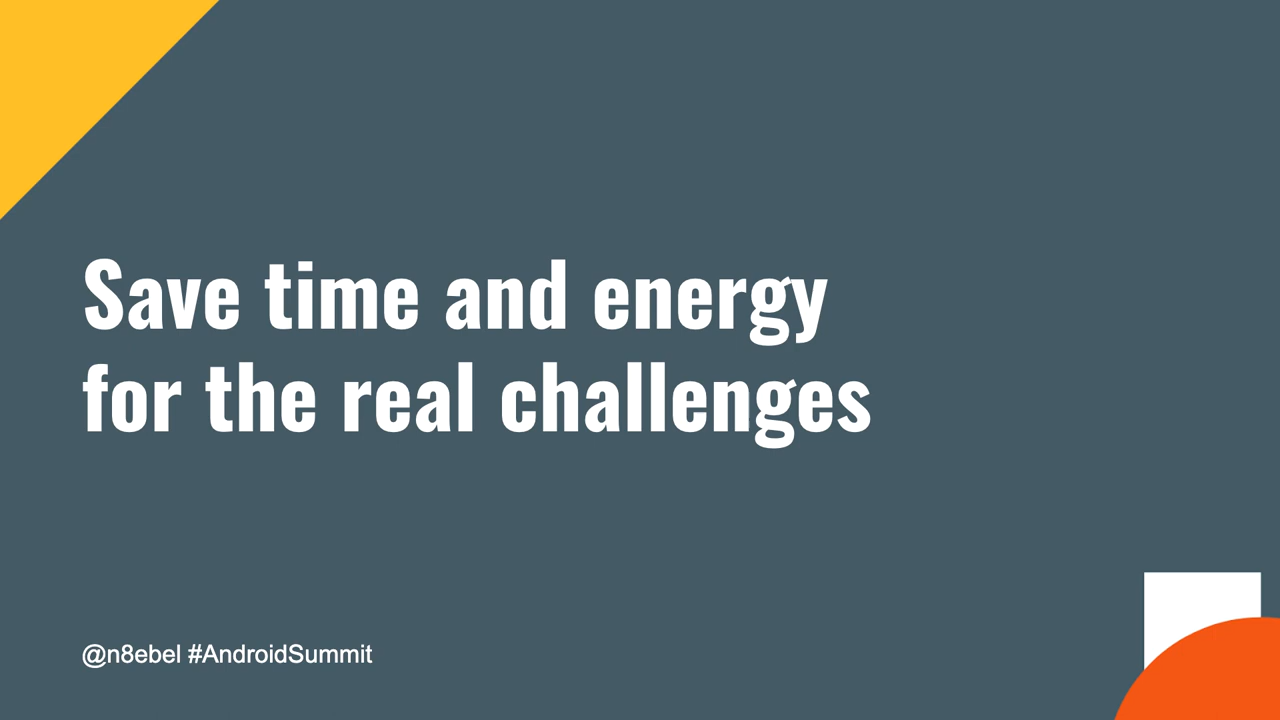 Save time and energy
for the real challenges
@n8ebel #AndroidSummit